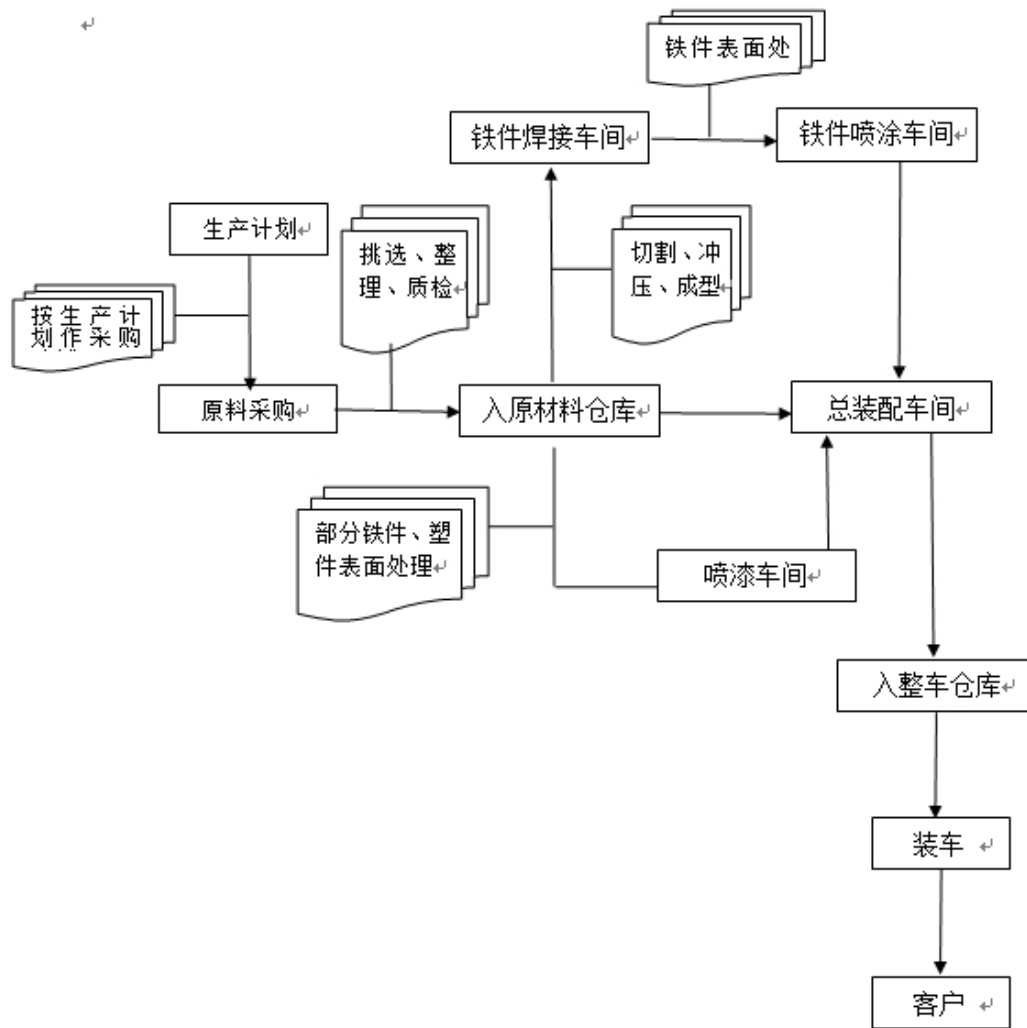 铁件表面处
铁件焊接车间
铁件喷涂车间
生产计划
挑选、整
理、质检
切割、冲
压、成型
按生产计
划作采购
原料采购
入原材料仓库
总装配车间
部分铁件、塑
件表面处理
喷漆车间
入整车仓库
装车
客户